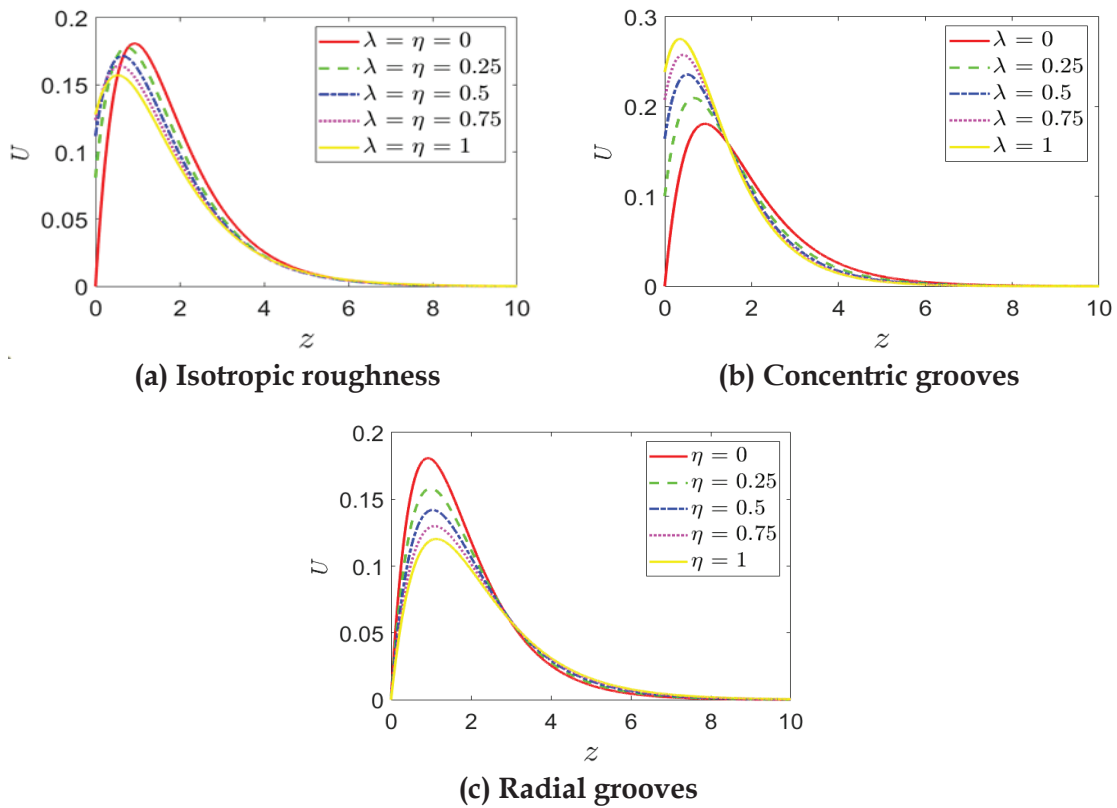 0.2
0.15
0.1
0.05
0
U
0 2 4 6 8 10
z
λ = η = 0
λ = η = 0.25
λ = η = 0.5
λ = η = 0.75
λ = η = 1
(a) Isotropic roughness
0.3
0.2
0.1
0
U
0 2 4 6 8 10
z
λ = 0
λ = 0.25
λ = 0.5
λ = 0.75
λ = 1
(b) Concentric grooves
0.2
0.15
0.1
0.05
0
U
0 2 4 6 8 10
z
η = 0
η = 0.25
η = 0.5
η = 0.75
η = 1
(c) Radial grooves